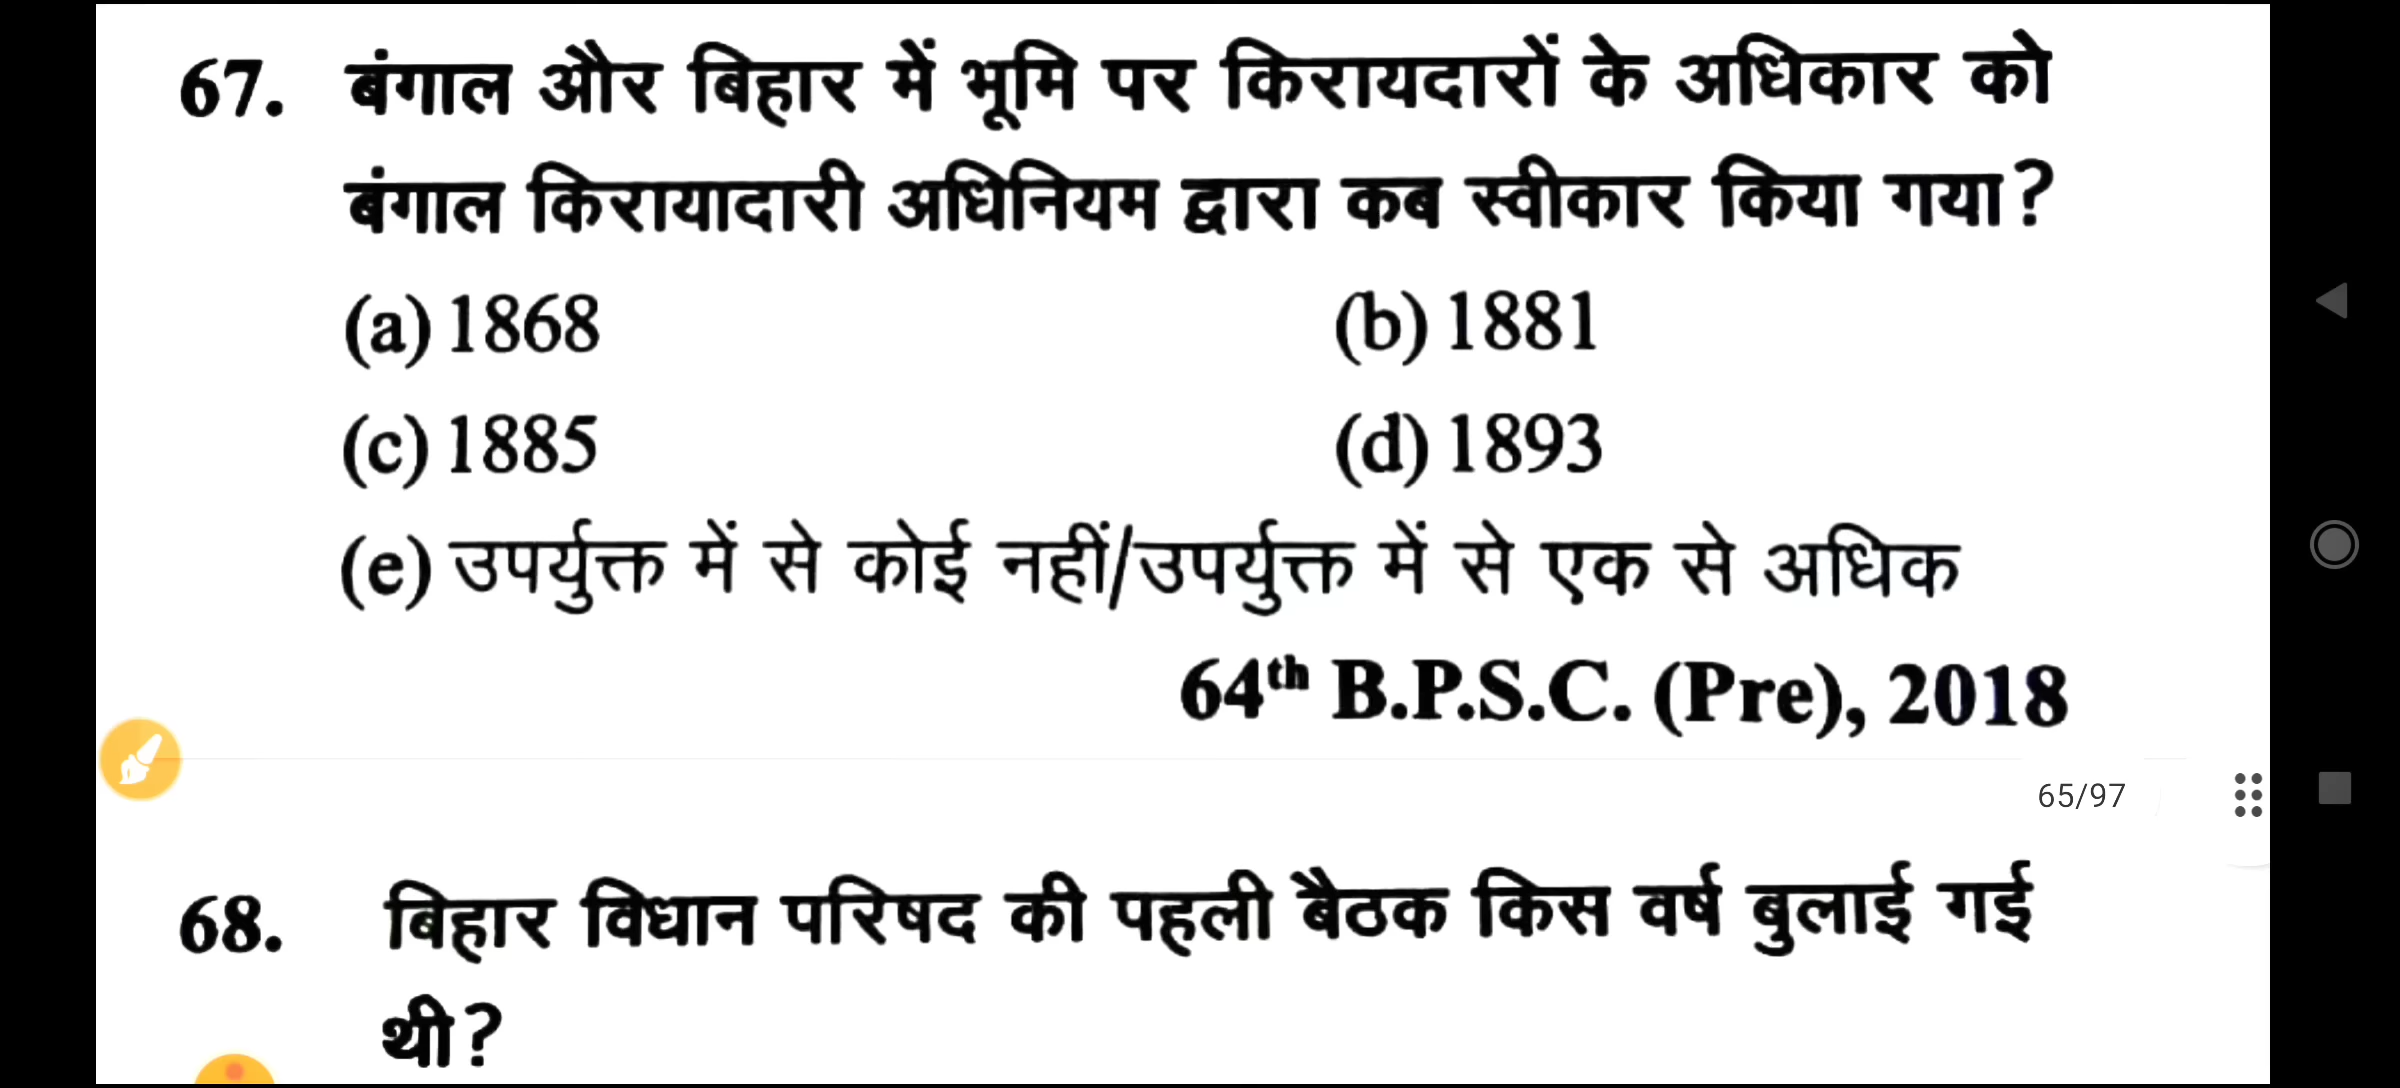 67. बंगाल और बिहार में भूमि पर किरायदारों के अधिकार को
बंगाल किरायादारी अधिनियम द्वारा कब स्वीकार किया गया?
(a) 1868 (b) 1881
(c) 1885 (d) 1893
(e) उपर्युक्त में से कोई नहीं/उपर्युक्त में से एक से अधिक
64th B.P.S.C. (Pre), 2018
65/97
68. बिहार विधान परिषद की पहली बैठक किस वर्ष बुलाई गई
थी?